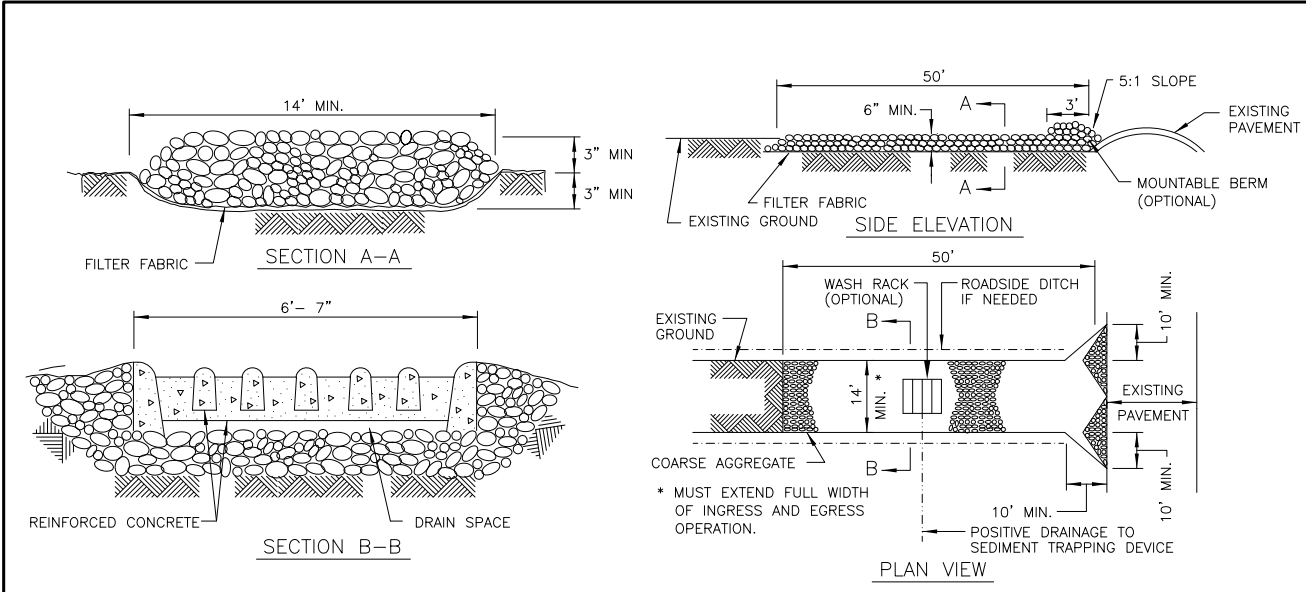 14' MIN.
3" MIN
3" MIN
FILTER FABRIC
SECTION A-A
50'
6" MIN.
A
3'
5:1 SLOPE
EXISTING
PAVEMENT
A
MOUNTABLE BERM
(OPTIONAL)
FILTER FABRIC
EXISTING GROUND
SIDE ELEVATION
6'- 7"
REINFORCED CONCRETE
DRAIN SPACE
SECTION B-B
50'
WASH RACK
(OPTIONAL)
ROADSIDE DITCH
IF NEEDED
EXISTING
GROUND
B
10' MIN.
14'
MIN. *
EXISTING
PAVEMENT
COARSE AGGREGATE
B
* MUST EXTEND FULL WIDTH
OF INGRESS AND EGRESS
OPERATION.
10' MIN.
10' MIN.
POSITIVE DRAINAGE TO
SEDIMENT TRAPPING DEVICE
PLAN VIEW